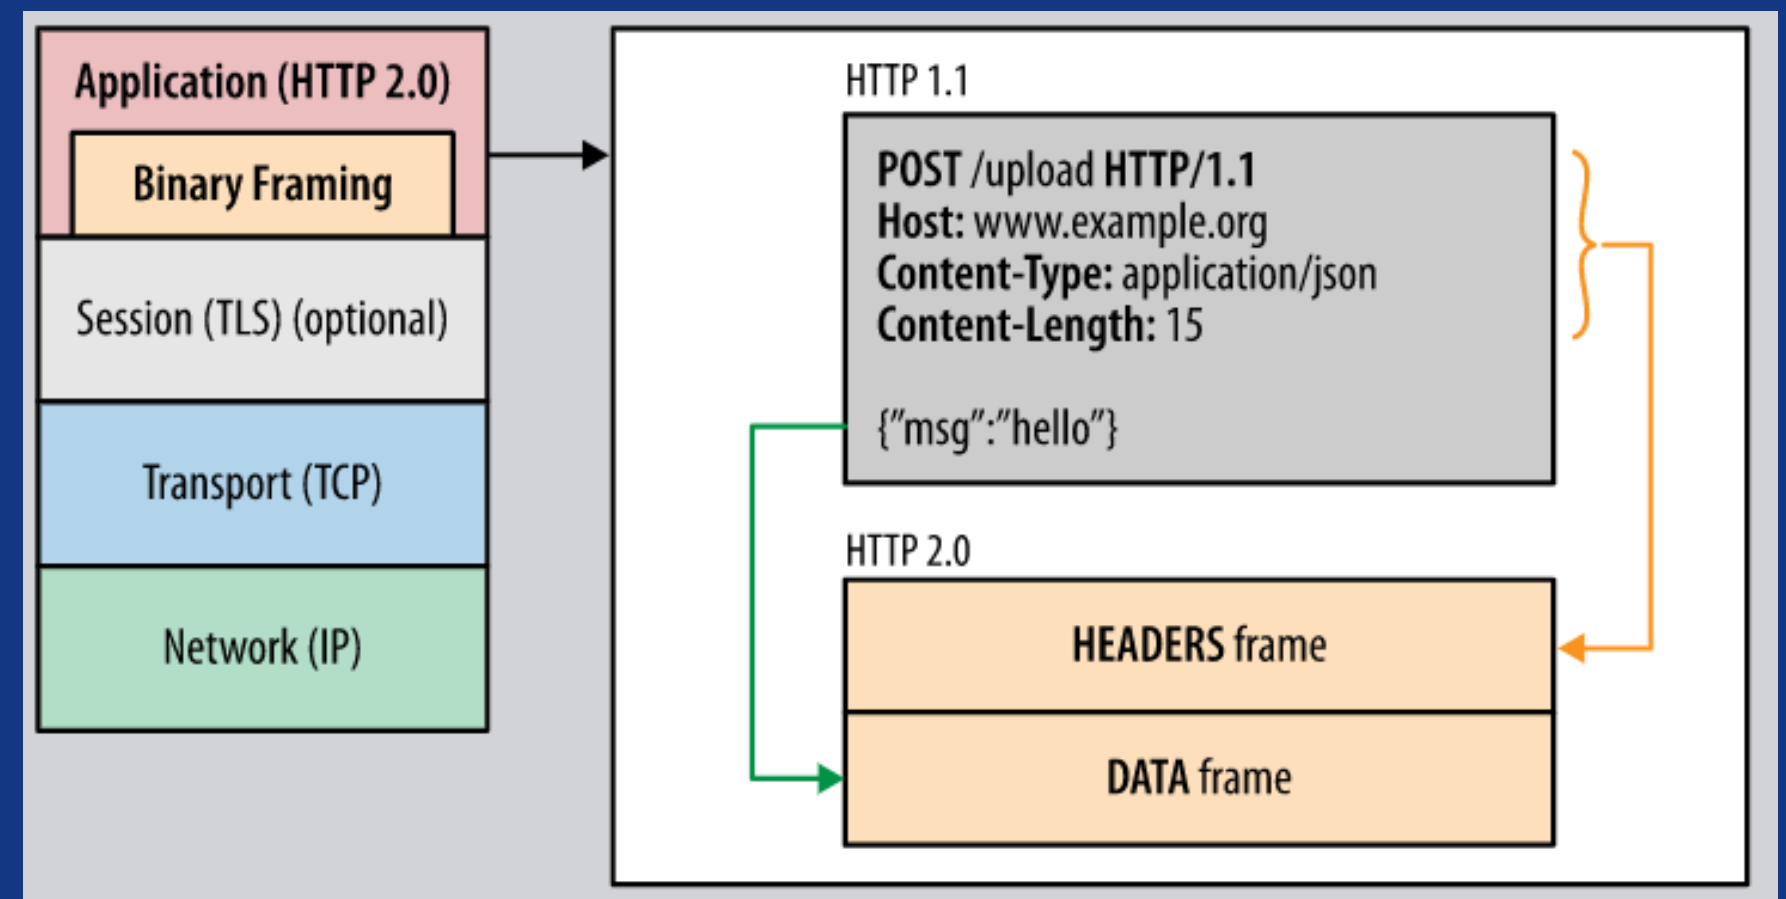 Application (HTTP 2.0)
Binary Framing
Session (TLS) (optional)
Transport (TCP)
Network (IP)
HTTP 1.1
POST /upload HTTP/1.1
Host: www.example.org
Content-Type: application/json
Content-Length: 15
{”msg”:”hello”}
HTTP 2.0
HEADERS frame
DATA frame